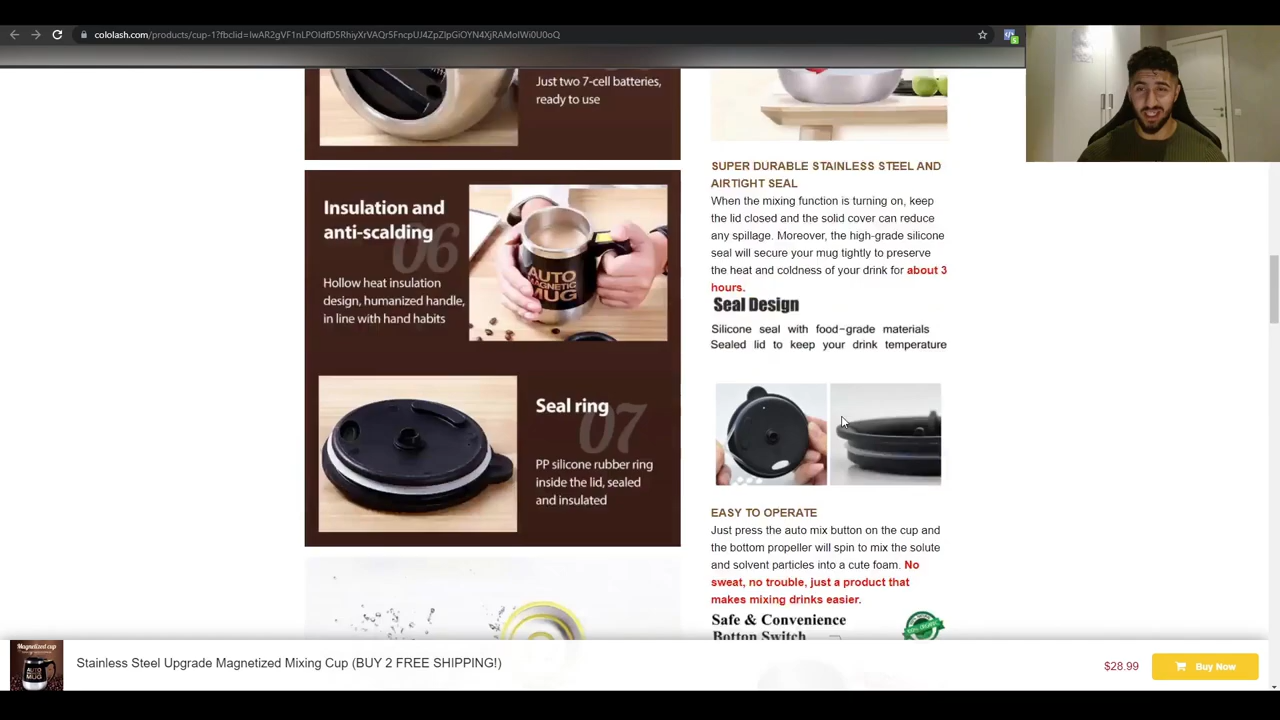 cololash.com/products/cup-1?fbclid=IwAR2gVF1nLPOIdfD5RhiyXrVAQr5FncpUJ4ZpZlpGiOYN4XjRAMolWi0U0oQ
Just two 7-cell batteries,
ready to use
Insulation and
anti-scalding
06
Hollow heat insulation
design, humanized handle,
in line with hand habits
AUTO
MAGNETIC
MUG
Seal ring
07
PP silicone rubber ring
inside the lid, sealed
and insulated
SUPER DURABLE STAINLESS STEEL AND
AIRTIGHT SEAL
When the mixing function is turning on, keep
the lid closed and the solid cover can reduce
any spillage. Moreover, the high-grade silicone
seal will secure your mug tightly to preserve
the heat and coldness of your drink for about 3
hours.
Seal Design
Silicone seal with food-grade materials
Sealed lid to keep your drink temperature
EASY TO OPERATE
Just press the auto mix button on the cup and
the bottom propeller will spin to mix the solute
and solvent particles into a cute foam. No
sweat, no trouble, just a product that
makes mixing drinks easier.
Safe & Convenience
Botton Switch
Magnetized cup
AUTO
MUG
Stainless Steel Upgrade Magnetized Mixing Cup (BUY 2 FREE SHIPPING!)
$28.99
Buy Now